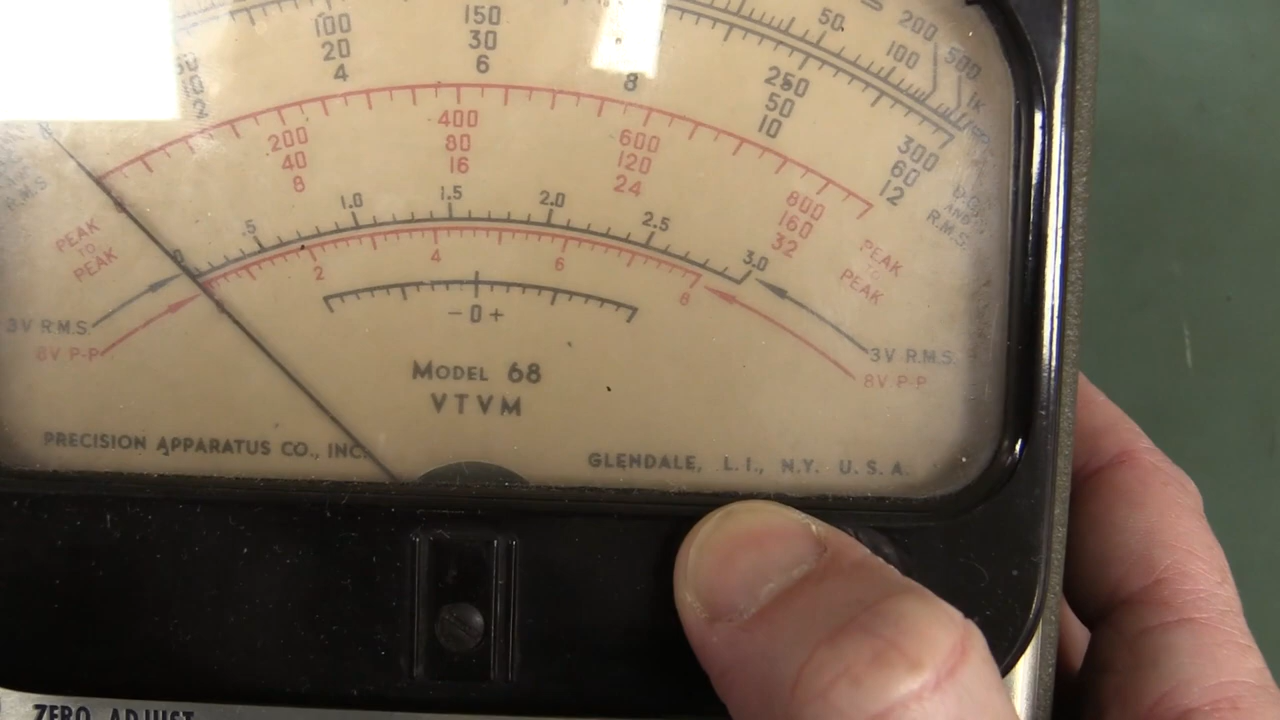 50 200 500
100 150 100 1K
20 30 250
4 6 8 50
10 300
60
12
200 400 600 800
40 80 120 160
8 16 24 32
R.M.S. R.M.S.
PEAK TO PEAK
PEAK TO PEAK
0 .5 1.0 1.5 2.0 2.5 3.0
2 4 6 8
3V R.M.S. 3V R.M.S.
8V P-P 8V P-P
- 0 +
MODEL 68
VTVM
PRECISION APPARATUS CO., INC.
GLENDALE, L.I., N.Y. U.S.A.
ZERO ADJUST